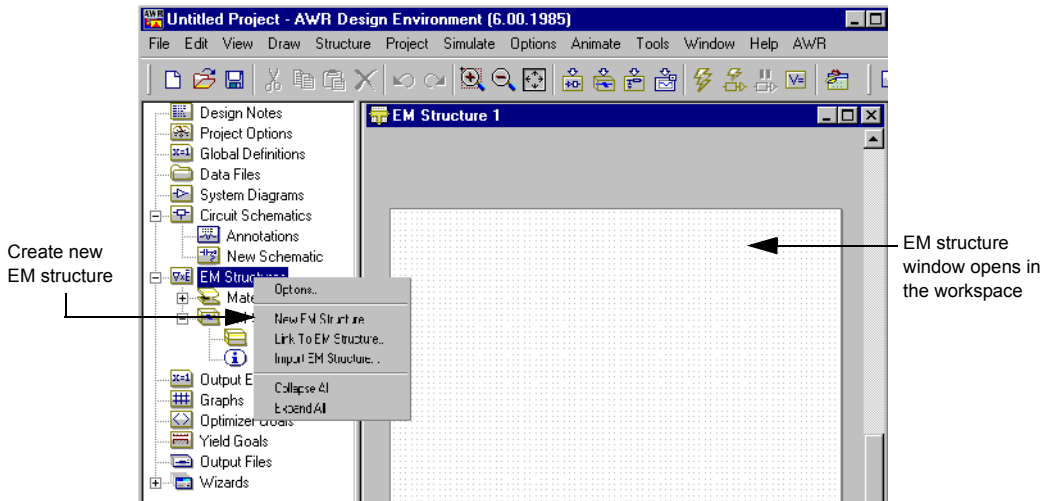 Untitled Project - AWR Design Environment (6.00.1985)
File Edit View Draw Structure Project Simulate Options Animate Tools Window Help AWR
Design Notes
Project Options
Global Definitions
Data Files
System Diagrams
Circuit Schematics
Annotations
New Schematic
EM Structures
Mate
Output E
Graphs
Optimizer Goals
Yield Goals
Output Files
Wizards
EM Structure 1
Options..
New EM Structure
Link To EM Structure..
Import EM Structure...
Collapse All
Expand All
Create new
EM structure
EM structure
window opens in
the workspace